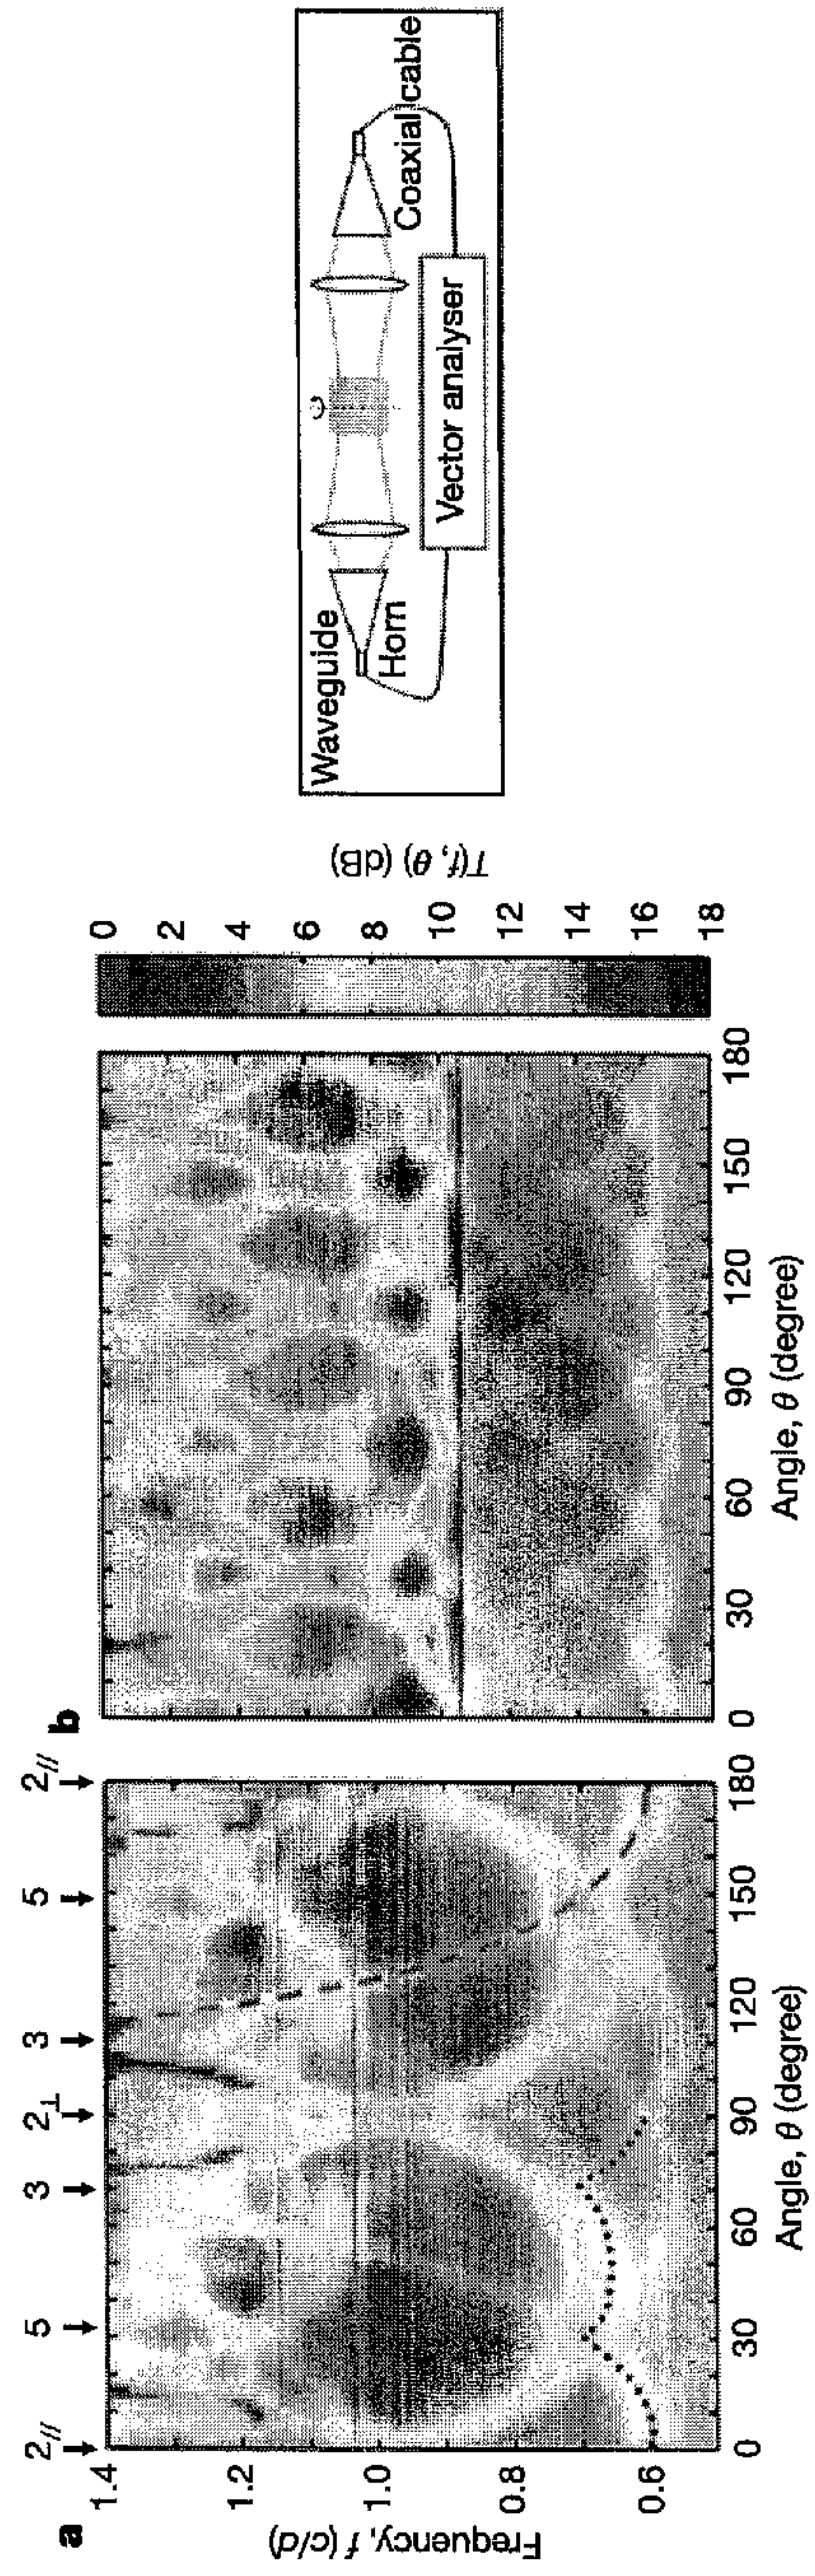 a
2// 5 3 2⊥ 3 5 2//
1.4
1.2
1.0
0.8
0.6
Frequency, f (c/d)
0 30 60 90 120 150 180
Angle, θ (degree)
b
0 30 60 90 120 150 180
Angle, θ (degree)
0
2
4
6
8
10
12
14
16
18
T(f, θ) (dB)
Waveguide
Horn
Coaxial cable
Vector analyser